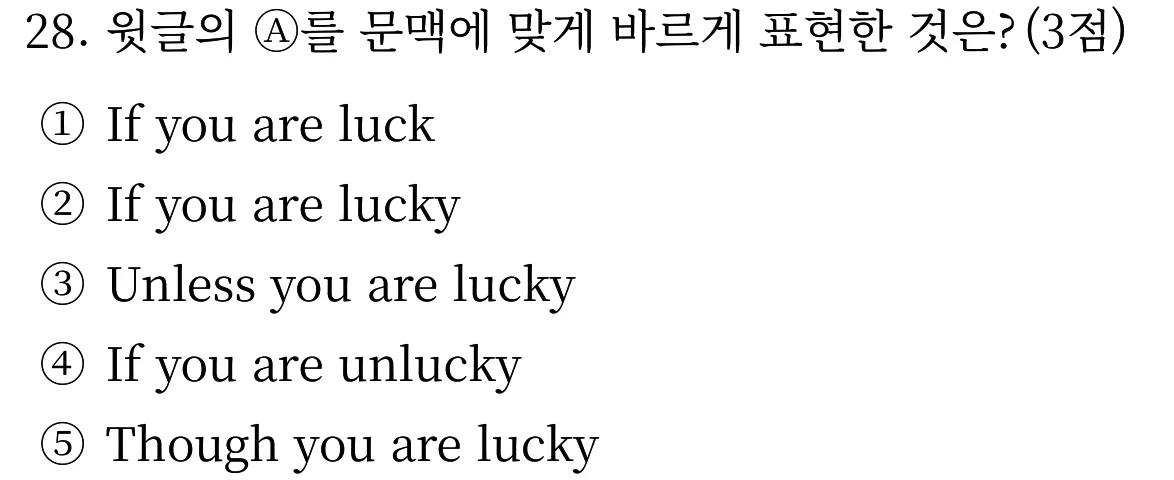 28. 윗글의 Ⓐ를 문맥에 맞게 바르게 표현한 것은?(3점)
① If you are luck
② If you are lucky
③ Unless you are lucky
④ If you are unlucky
⑤ Though you are lucky